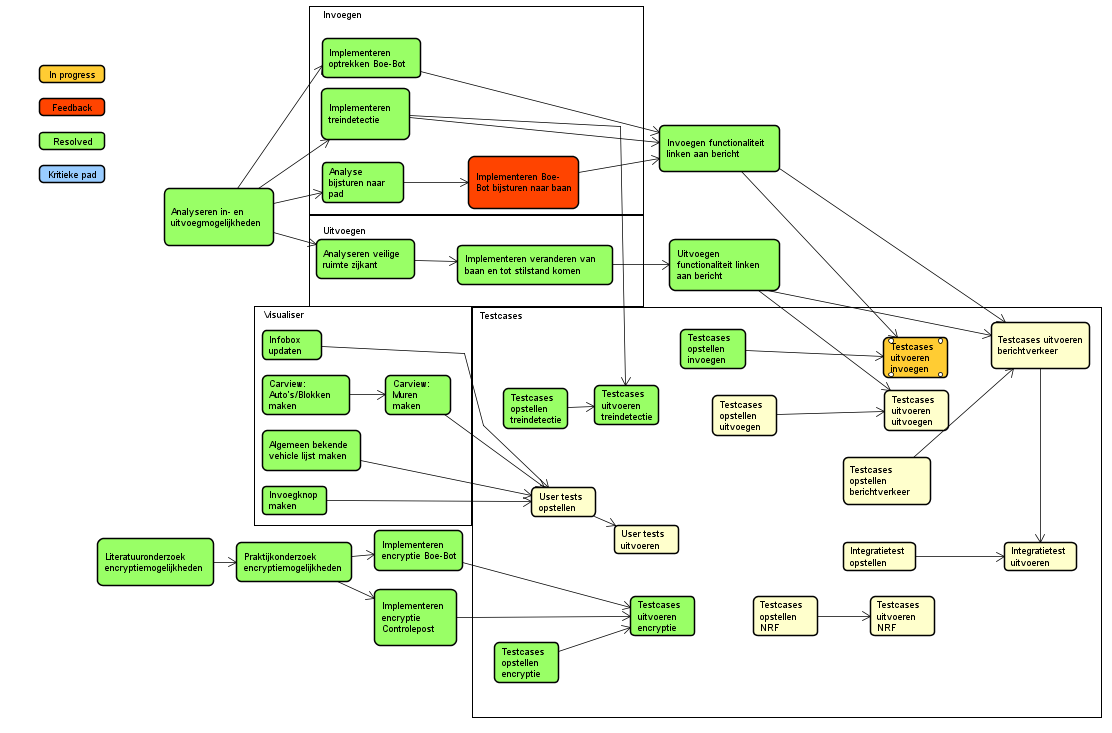 In progress
Feedback
Resolved
Kritieke pad
Analyseren in- en
uitvoegmogelijkheden
Invoegen
Implementeren
optrekken Boe-Bot
Implementeren
treindetectie
Analyse
bijsturen naar
pad
Implementeren Boe-
Bot bijsturen naar baan
Invoegen functionaliteit
linken aan bericht
Uitvoegen
Analyseren veilige
ruimte zijkant
Implementeren veranderen van
baan en tot stilstand komen
Uitvoegen
functionaliteit linken
aan bericht
Visualiser
Infobox
updaten
Carview:
Auto's/Blokken
maken
Carview:
Muren
maken
Algemeen bekende
vehicle lijst maken
Invoegknop
maken
Literatuuronderzoek
encryptiemogelijkheden
Praktijkonderzoek
encryptiemogelijkheden
Implementeren
encryptie Boe-Bot
Implementeren
encryptie
Controlepost
Testcases
Testcases
opstellen
invoegen
Testcases
uitvoeren
invoegen
Testcases uitvoeren
berichtverkeer
Testcases
opstellen
treindetectie
Testcases
uitvoeren
treindetectie
Testcases
opstellen
uitvoegen
Testcases
uitvoeren
uitvoegen
Testcases
opstellen
berichtverkeer
User tests
opstellen
User tests
uitvoeren
Integratietest
opstellen
Integratietest
uitvoeren
Testcases
uitvoeren
encryptie
Testcases
opstellen
NRF
Testcases
uitvoeren
NRF
Testcases
opstellen
encryptie